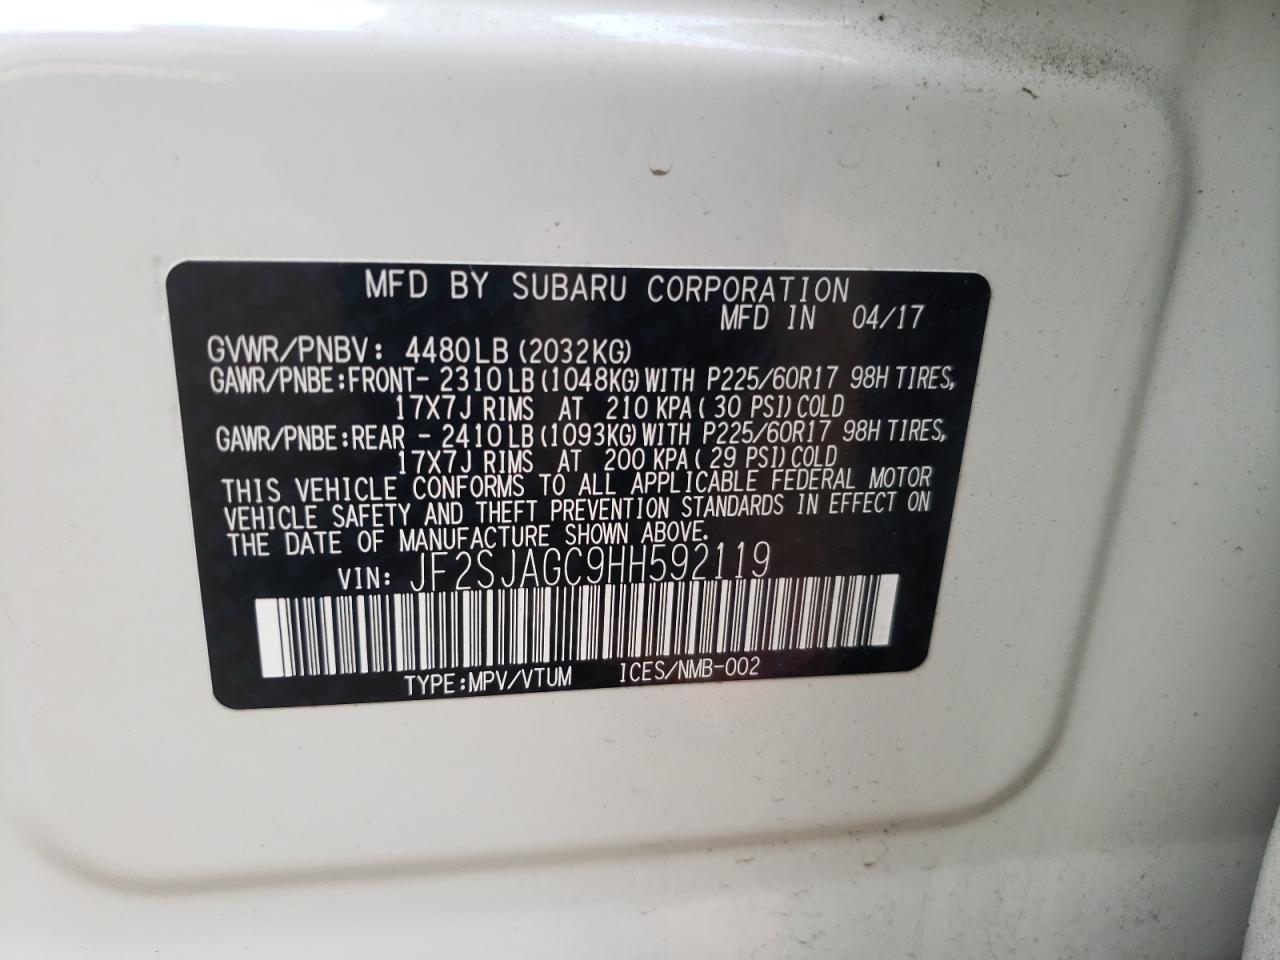 MFD BY SUBARU CORPORATION
MFD IN 04/17
GVWR/PNBV: 4480LB (2032KG)
GAWR/PNBE:FRONT- 2310LB (1048KG) WITH P225/60R17 98H TIRES,
17X7J RIMS AT 210 KPA ( 30 PSI) COLD
GAWR/PNBE:REAR - 2410LB (1093KG) WITH P225/60R17 98H TIRES,
17X7J RIMS AT 200 KPA ( 29 PSI) COLD
THIS VEHICLE CONFORMS TO ALL APPLICABLE FEDERAL MOTOR
VEHICLE SAFETY AND THEFT PREVENTION STANDARDS IN EFFECT ON
THE DATE OF MANUFACTURE SHOWN ABOVE.
VIN: JF2SJAGC9HH592119
TYPE:MPV/VTUM ICES/NMB-002